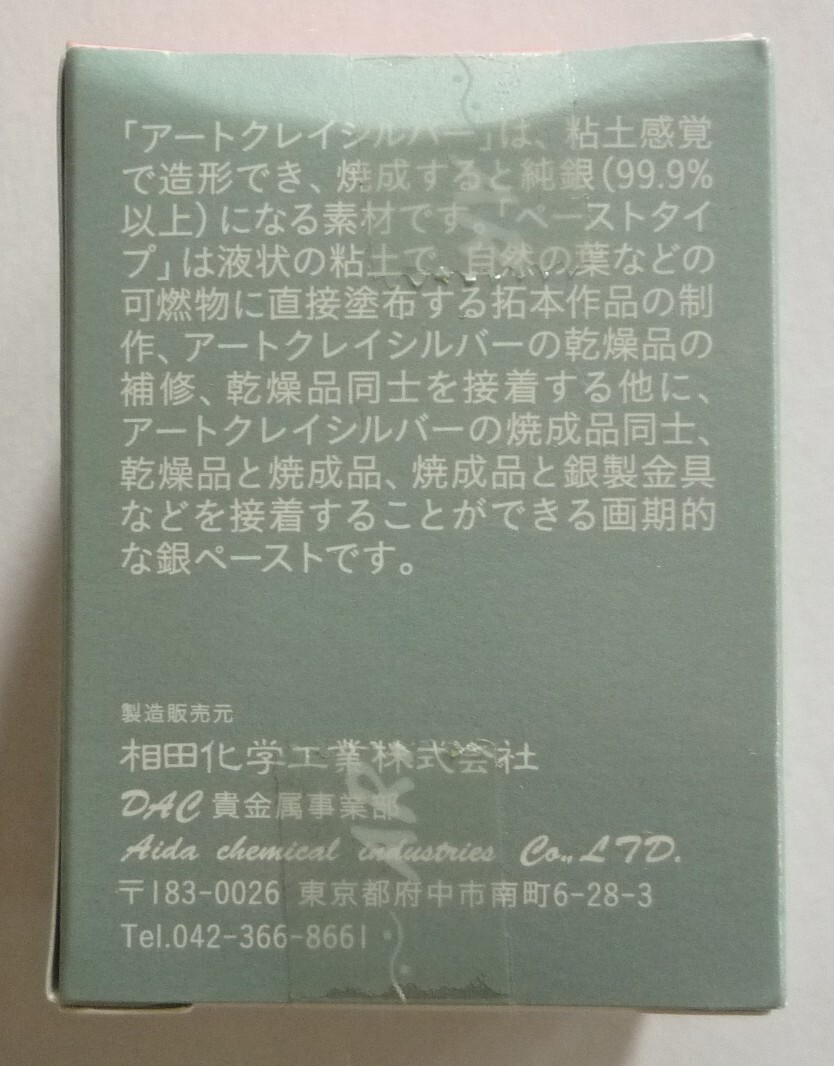 「アートクレイシルバー」は、粘土感覚
で造形でき、焼成すると純銀(99.9%
以上)になる素材です。「ペーストタイ
プ」は液状の粘土で、自然の葉などの
可燃物に直接塗布する拓本作品の制
作、アートクレイシルバーの乾燥品の
補修、乾燥品同士を接着する他に、
アートクレイシルバーの焼成品同士、
乾燥品と焼成品、焼成品と銀製金具
などを接着することができる画期的
な銀ペーストです。
製造販売元
相田化学工業株式会社
DAC 貴金属事業部
Aida chemical industries Co., LTD.
〒183-0026 東京都府中市南町6-28-3
Tel.042-366-8661